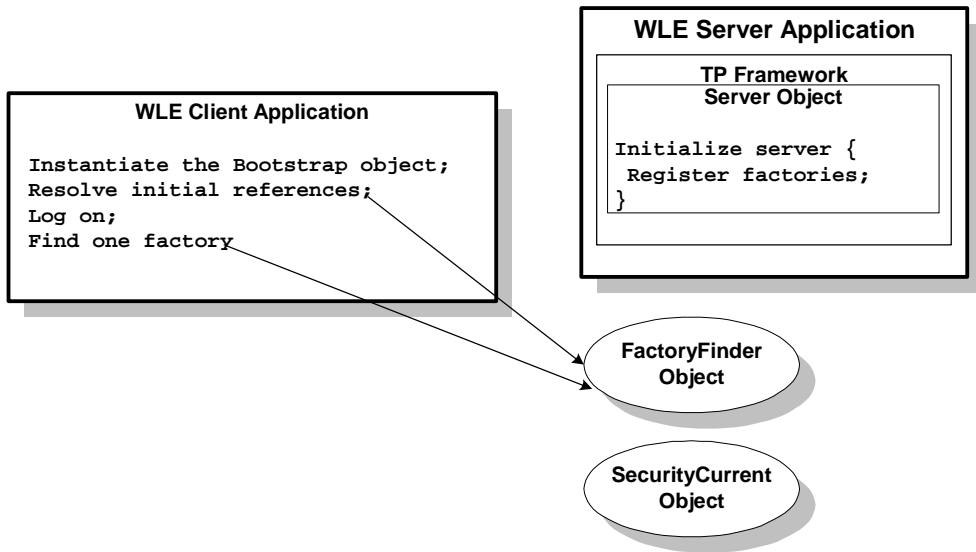 WLE Client Application
Instantiate the Bootstrap object;
Resolve initial references;
Log on;
Find one factory
WLE Server Application
TP Framework
Server Object
Initialize server {
Register factories;
}
FactoryFinder
Object
SecurityCurrent
Object